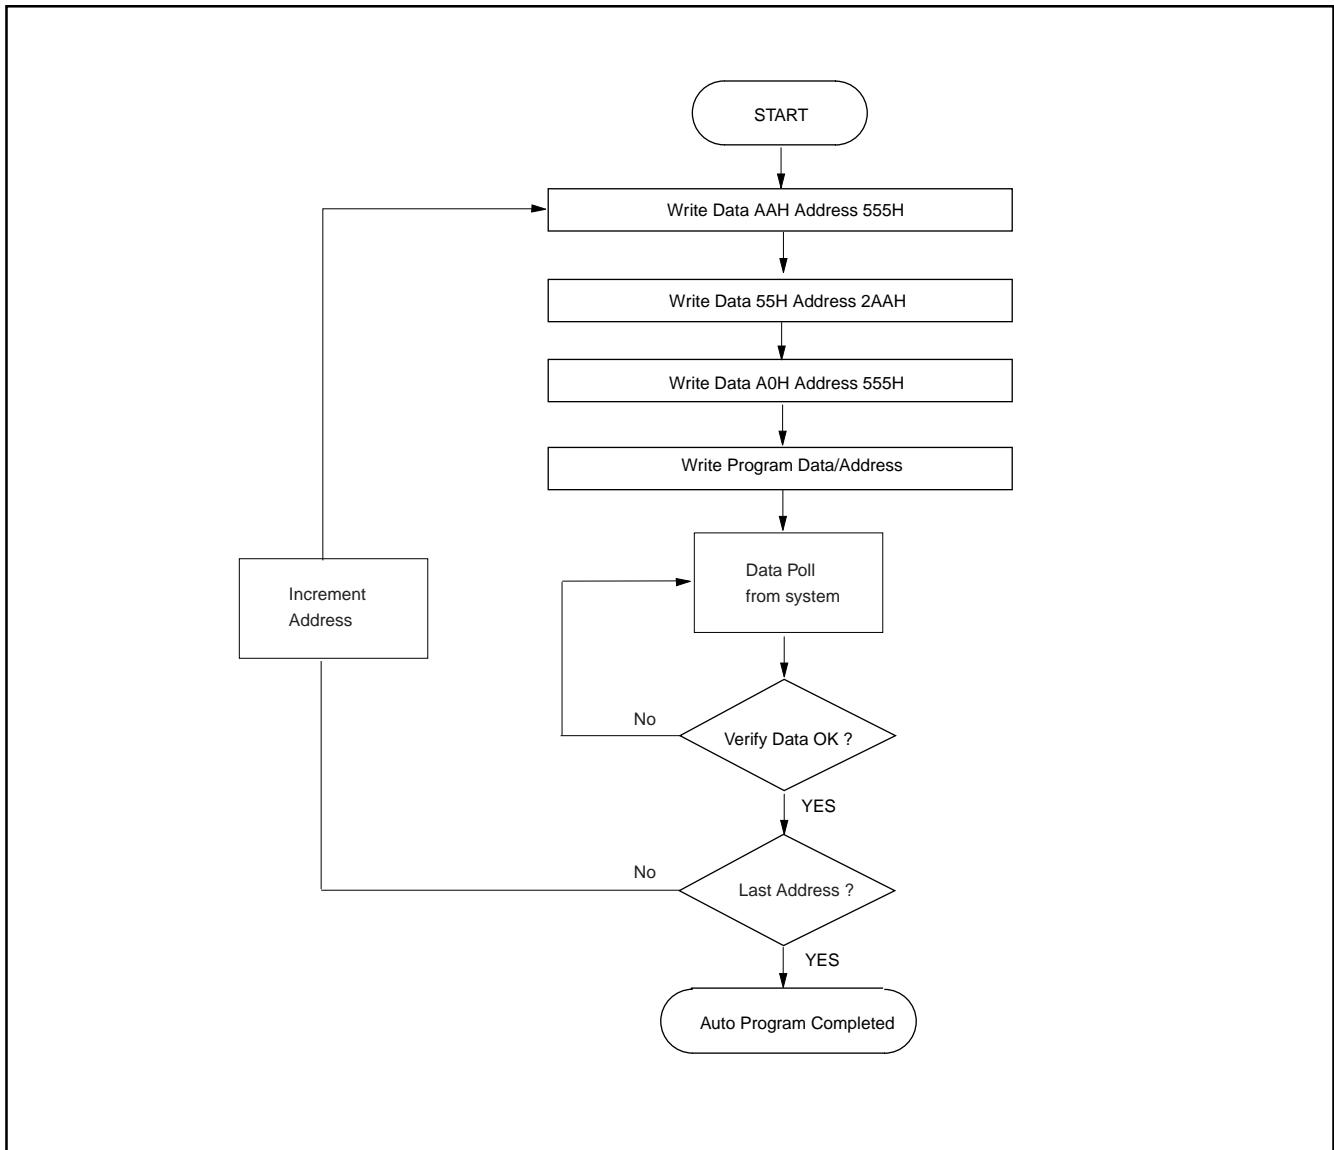 START
Write Data AAH Address 555H
Write Data 55H Address 2AAH
Write Data A0H Address 555H
Write Program Data/Address
Data Poll
from system
Increment
Address
No
Verify Data OK ?
YES
No
Last Address ?
YES
Auto Program Completed